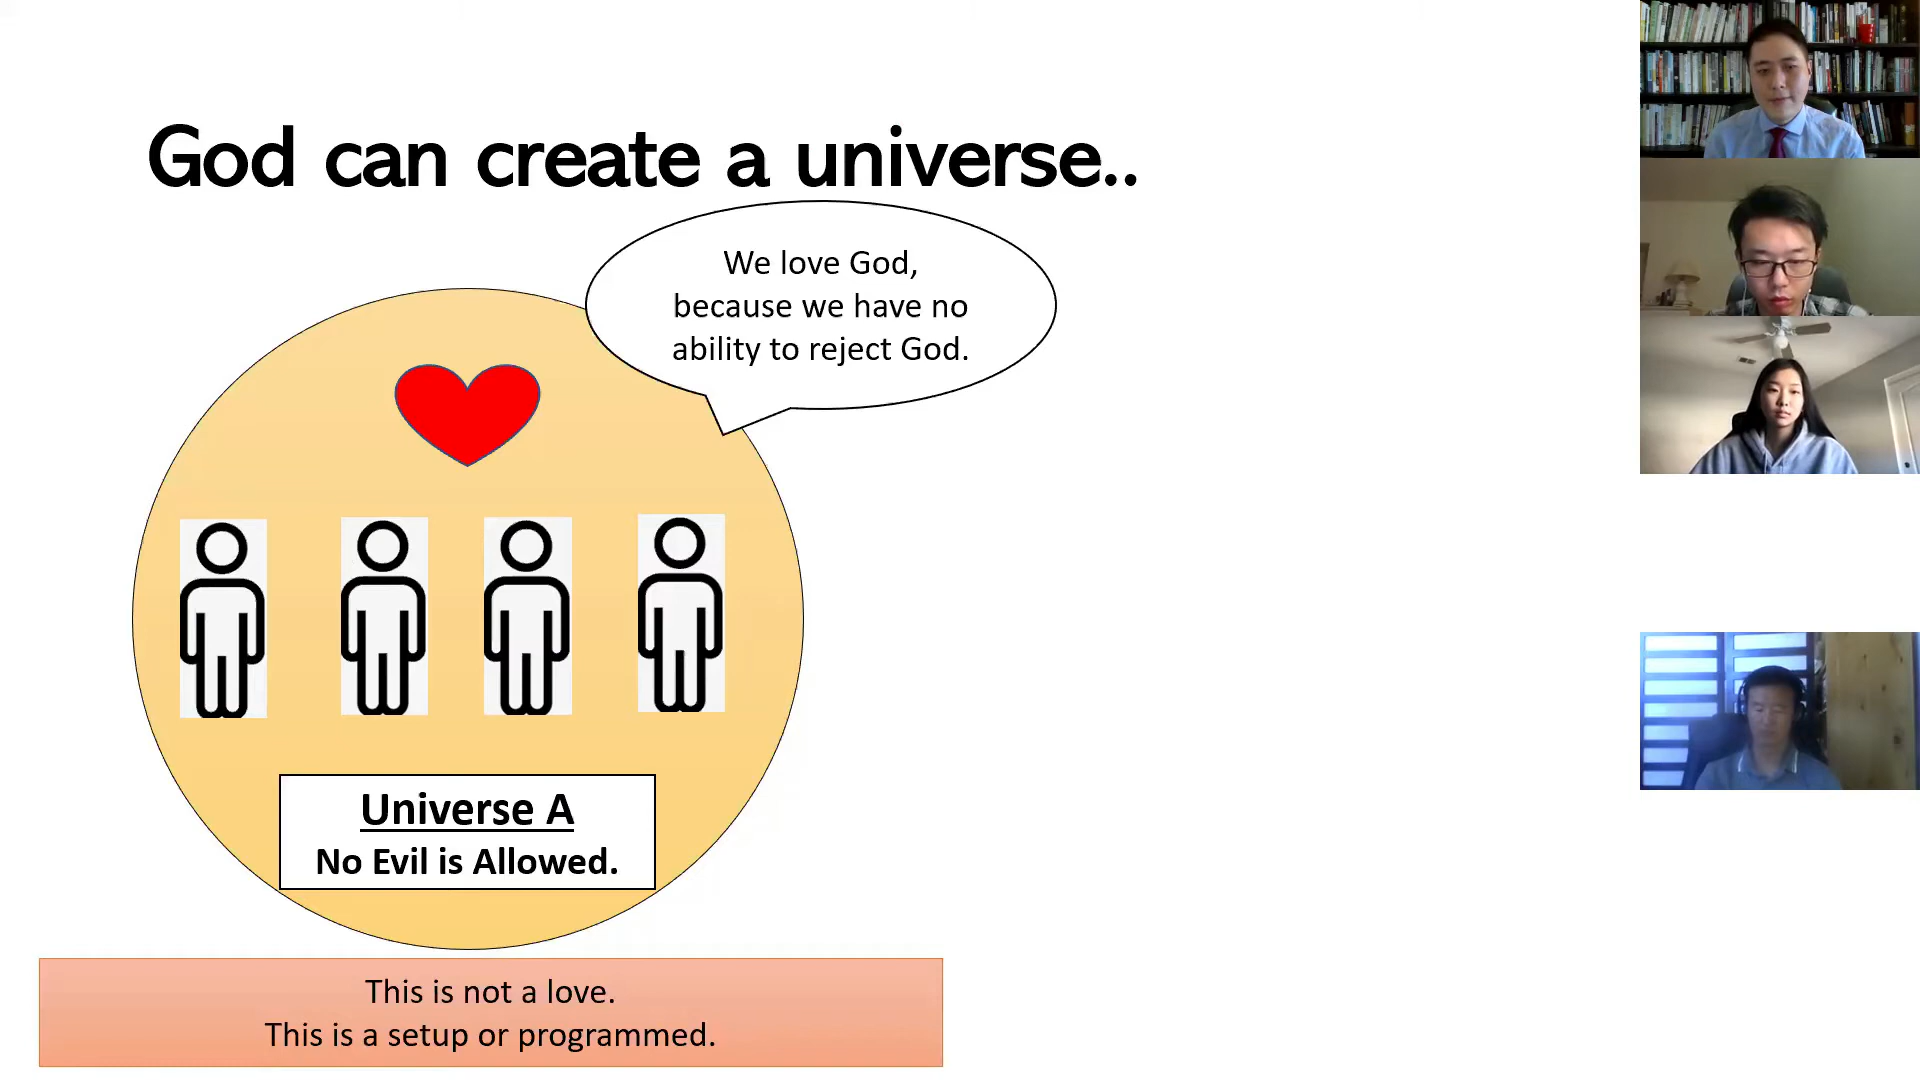 God can create a universe..
We love God,
because we have no
ability to reject God.
Universe A
No Evil is Allowed.
This is not a love.
This is a setup or programmed.